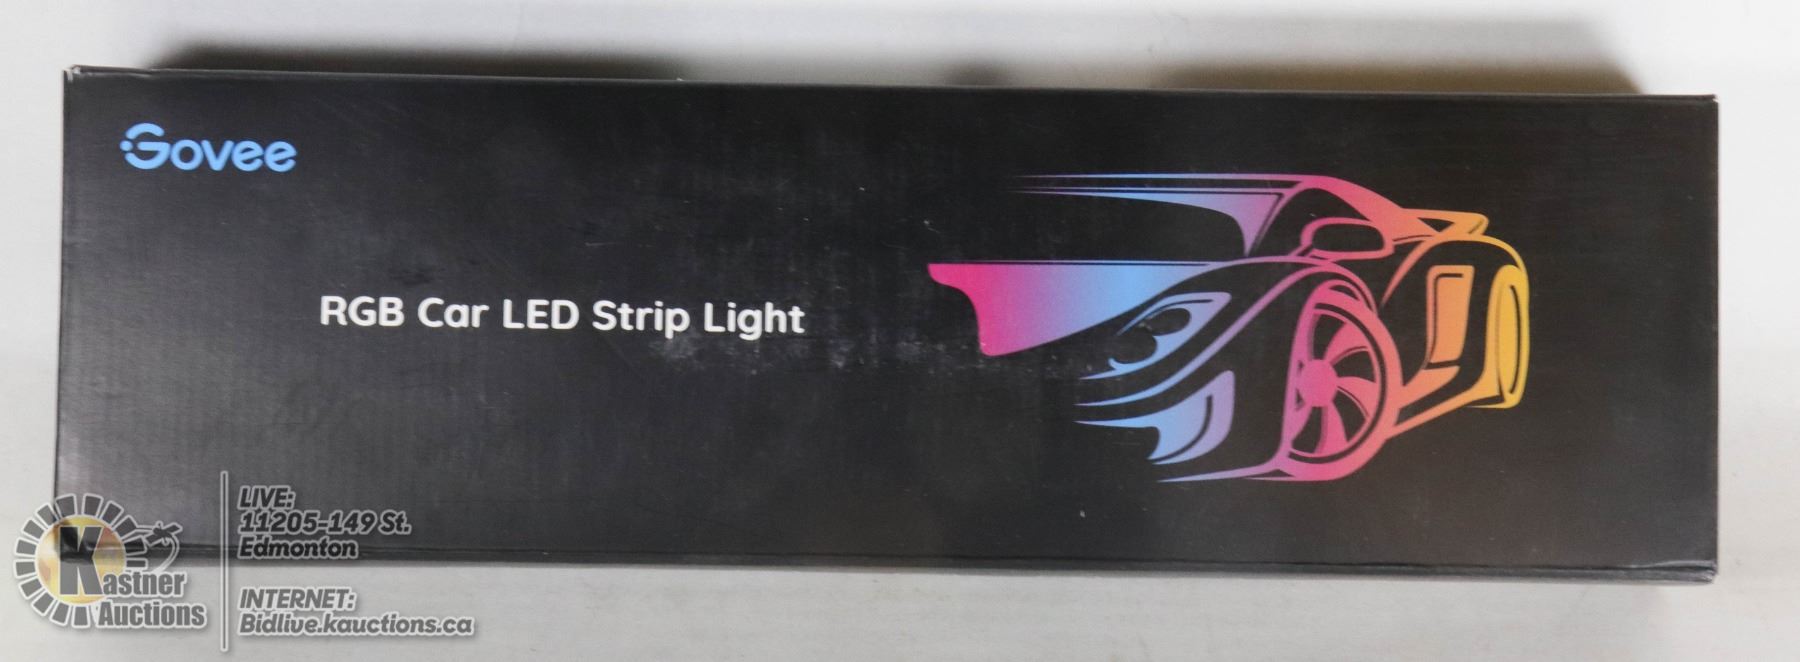 Govee
RGB Car LED Strip Light
Kastner
Auctions
LIVE:
11205-149 St.
Edmonton
INTERNET:
Bidlive.kauctions.ca